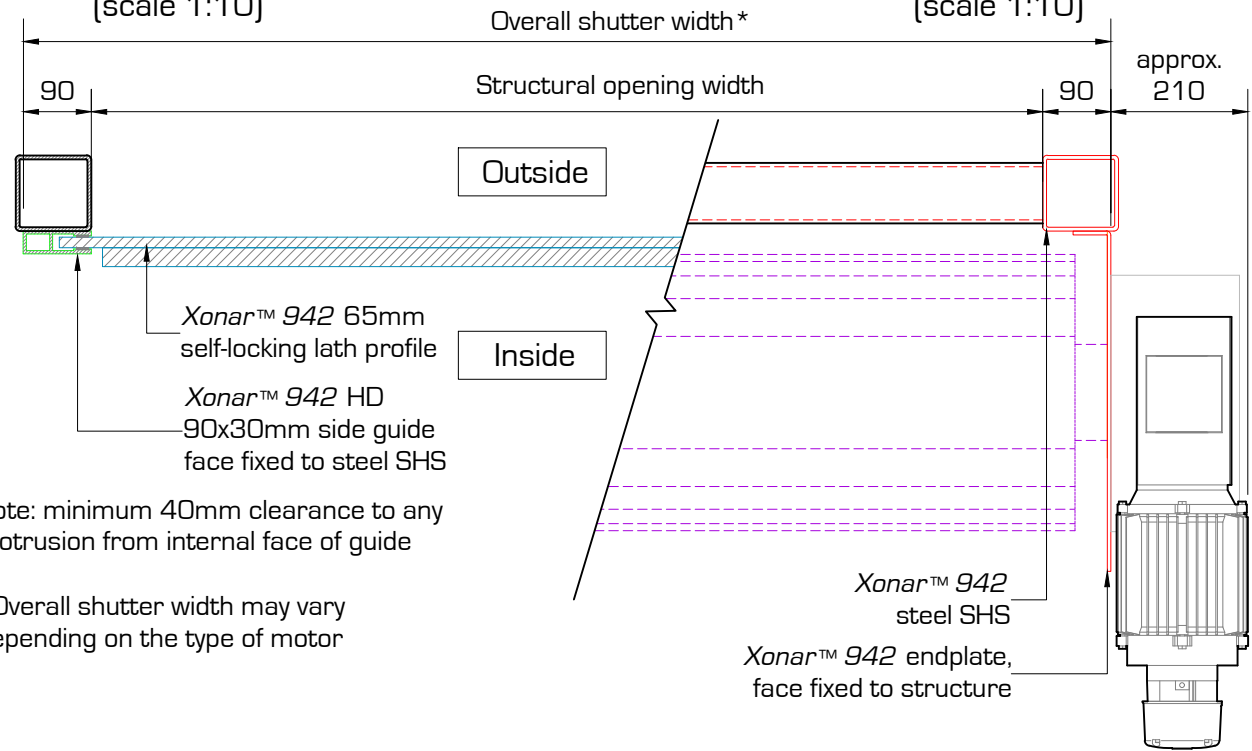 (scale 1:10)
(scale 1:10)
Overall shutter width*
approx.
90
Structural opening width
90
210
Outside
Xonar™ 942 65mm
self-locking lath profile
Inside
Xonar™ 942 HD
90x30mm side guide
face fixed to steel SHS
minimum 40mm clearance to any
from internal face of guide
Overall shutter width may vary
on the type of motor
Xonar™ 942
steel SHS
Xonar™ 942 endplate,
face fixed to structure